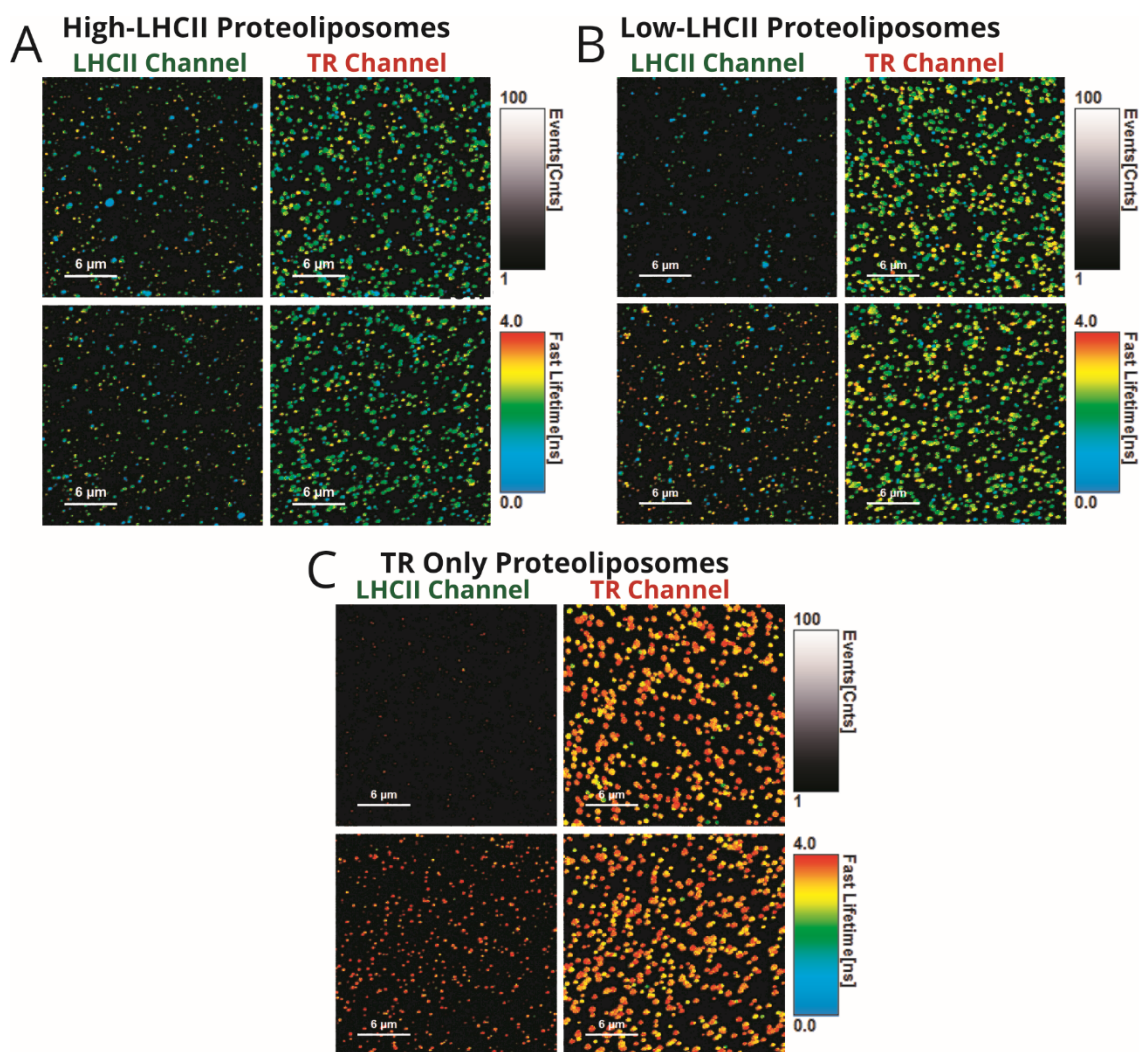 A
High-LHCII Proteoliposomes
LHCII Channel
TR Channel
6 µm
6 µm
100
Events[Cnts]
1
6 µm
6 µm
4.0
Fast Lifetime[ns]
0.0
B
Low-LHCII Proteoliposomes
LHCII Channel
TR Channel
6 µm
6 µm
100
Events[Cnts]
1
6 µm
6 µm
4.0
Fast Lifetime[ns]
0.0
C
TR Only Proteoliposomes
LHCII Channel
TR Channel
6 µm
6 µm
100
Events[Cnts]
1
6 µm
6 µm
4.0
Fast Lifetime[ns]
0.0